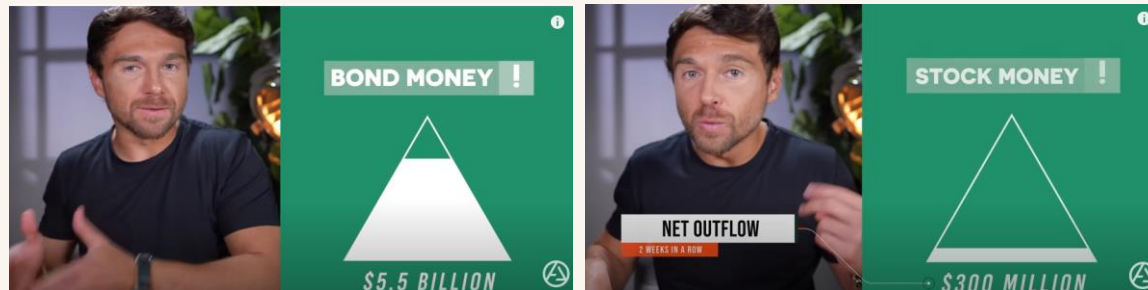 BOND MONEY !
$5.5 BILLION
STOCK MONEY !
NET OUTFLOW
2 WEEKS IN A ROW
$300 MILLION